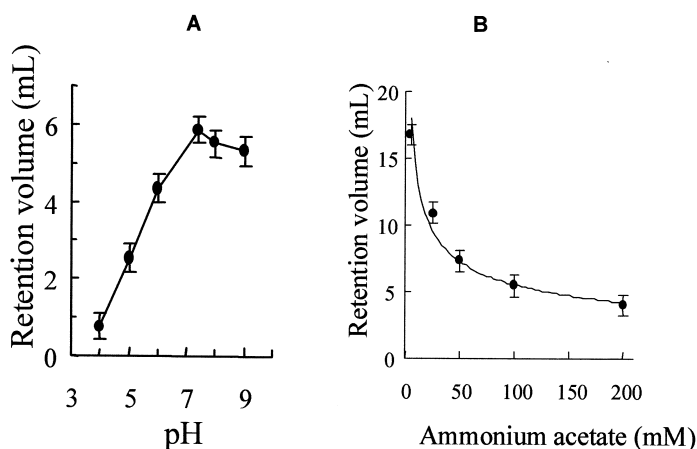 A
Retention volume (mL)
6
4
2
0
3 5 7 9
pH
B
Retention volume (mL)
20
15
10
5
0
0 50 100 150 200
Ammonium acetate (mM)